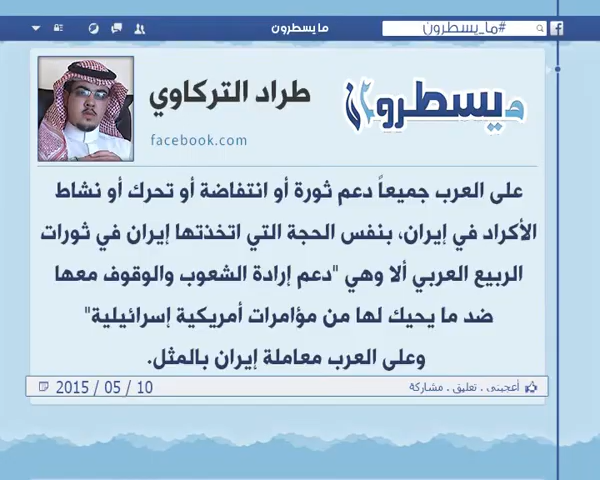 ما يسطرون
#ما_يسطرون
ما يسطرون
طراد التركاوي
facebook.com
على العرب جميعاً دعم ثورة أو انتفاضة أو تحرك أو نشاط
الأكراد في إيران، بنفس الحجة التي اتخذتها إيران في ثورات
الربيع العربي ألا وهي "دعم إرادة الشعوب والوقوف معها
ضد ما يحيك لها من مؤامرات أمريكية إسرائيلية"
وعلى العرب معاملة إيران بالمثل.
أعجبني . تعليق . مشاركة
2015 / 05 / 10